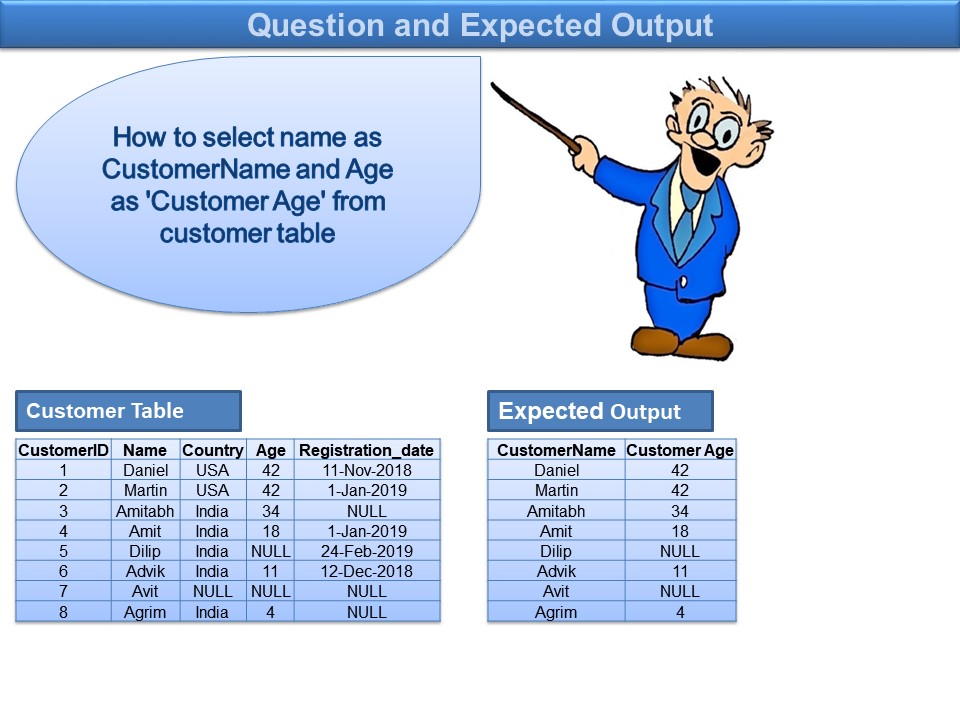 Question and Expected Output
How to select name as
CustomerName and Age
as 'Customer Age' from
customer table
Customer Table
CustomerID Name Country Age Registration_date
1 Daniel USA 42 11-Nov-2018
2 Martin USA 42 1-Jan-2019
3 Amitabh India 34 NULL
4 Amit India 18 1-Jan-2019
5 Dilip India NULL 24-Feb-2019
6 Advik India 11 12-Dec-2018
7 Avit NULL NULL NULL
8 Agrim India 4 NULL
Expected Output
CustomerName Customer Age
Daniel 42
Martin 42
Amitabh 34
Amit 18
Dilip NULL
Advik 11
Avit NULL
Agrim 4